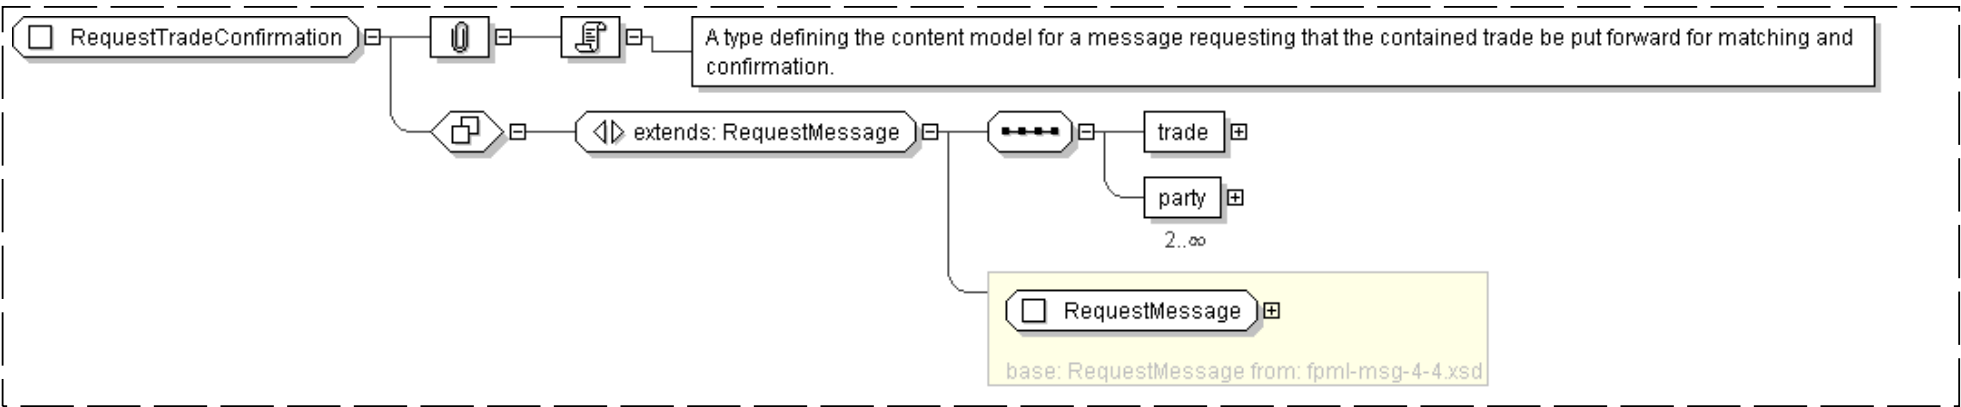 RequestTradeConfirmation
A type defining the content model for a message requesting that the contained trade be put forward for matching and
confirmation.
extends: RequestMessage
trade
party
2..∞
RequestMessage
base: RequestMessage from: fpml-msg-4-4.xsd